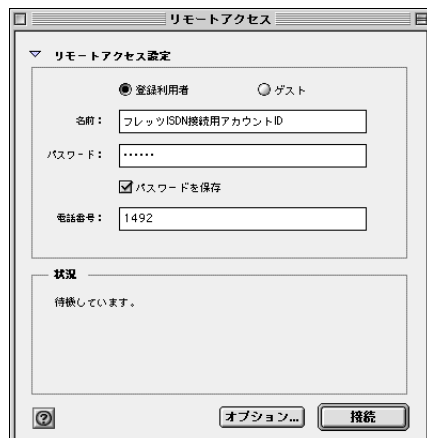 リモートアクセス
リモートアクセス設定
登録利用者 ゲスト
名前： フレッツISDN接続用アカウントID
パスワード： ••••••
パスワードを保存
電話番号： 1492
状況
待機しています。
? オプション... 接続